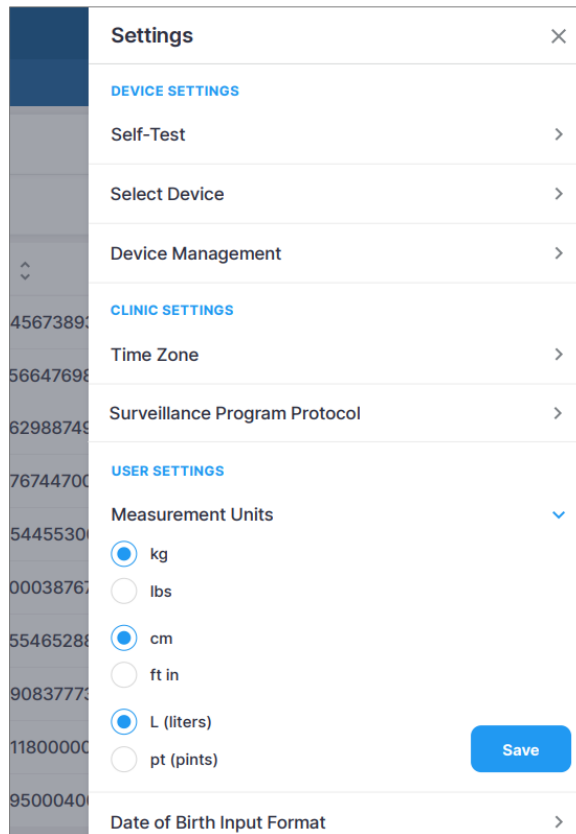 Settings
DEVICE SETTINGS
Self-Test
Select Device
Device Management
CLINIC SETTINGS
Time Zone
Surveillance Program Protocol
USER SETTINGS
Measurement Units
kg
lbs
cm
ft in
L (liters)
pt (pints)
Save
Date of Birth Input Format